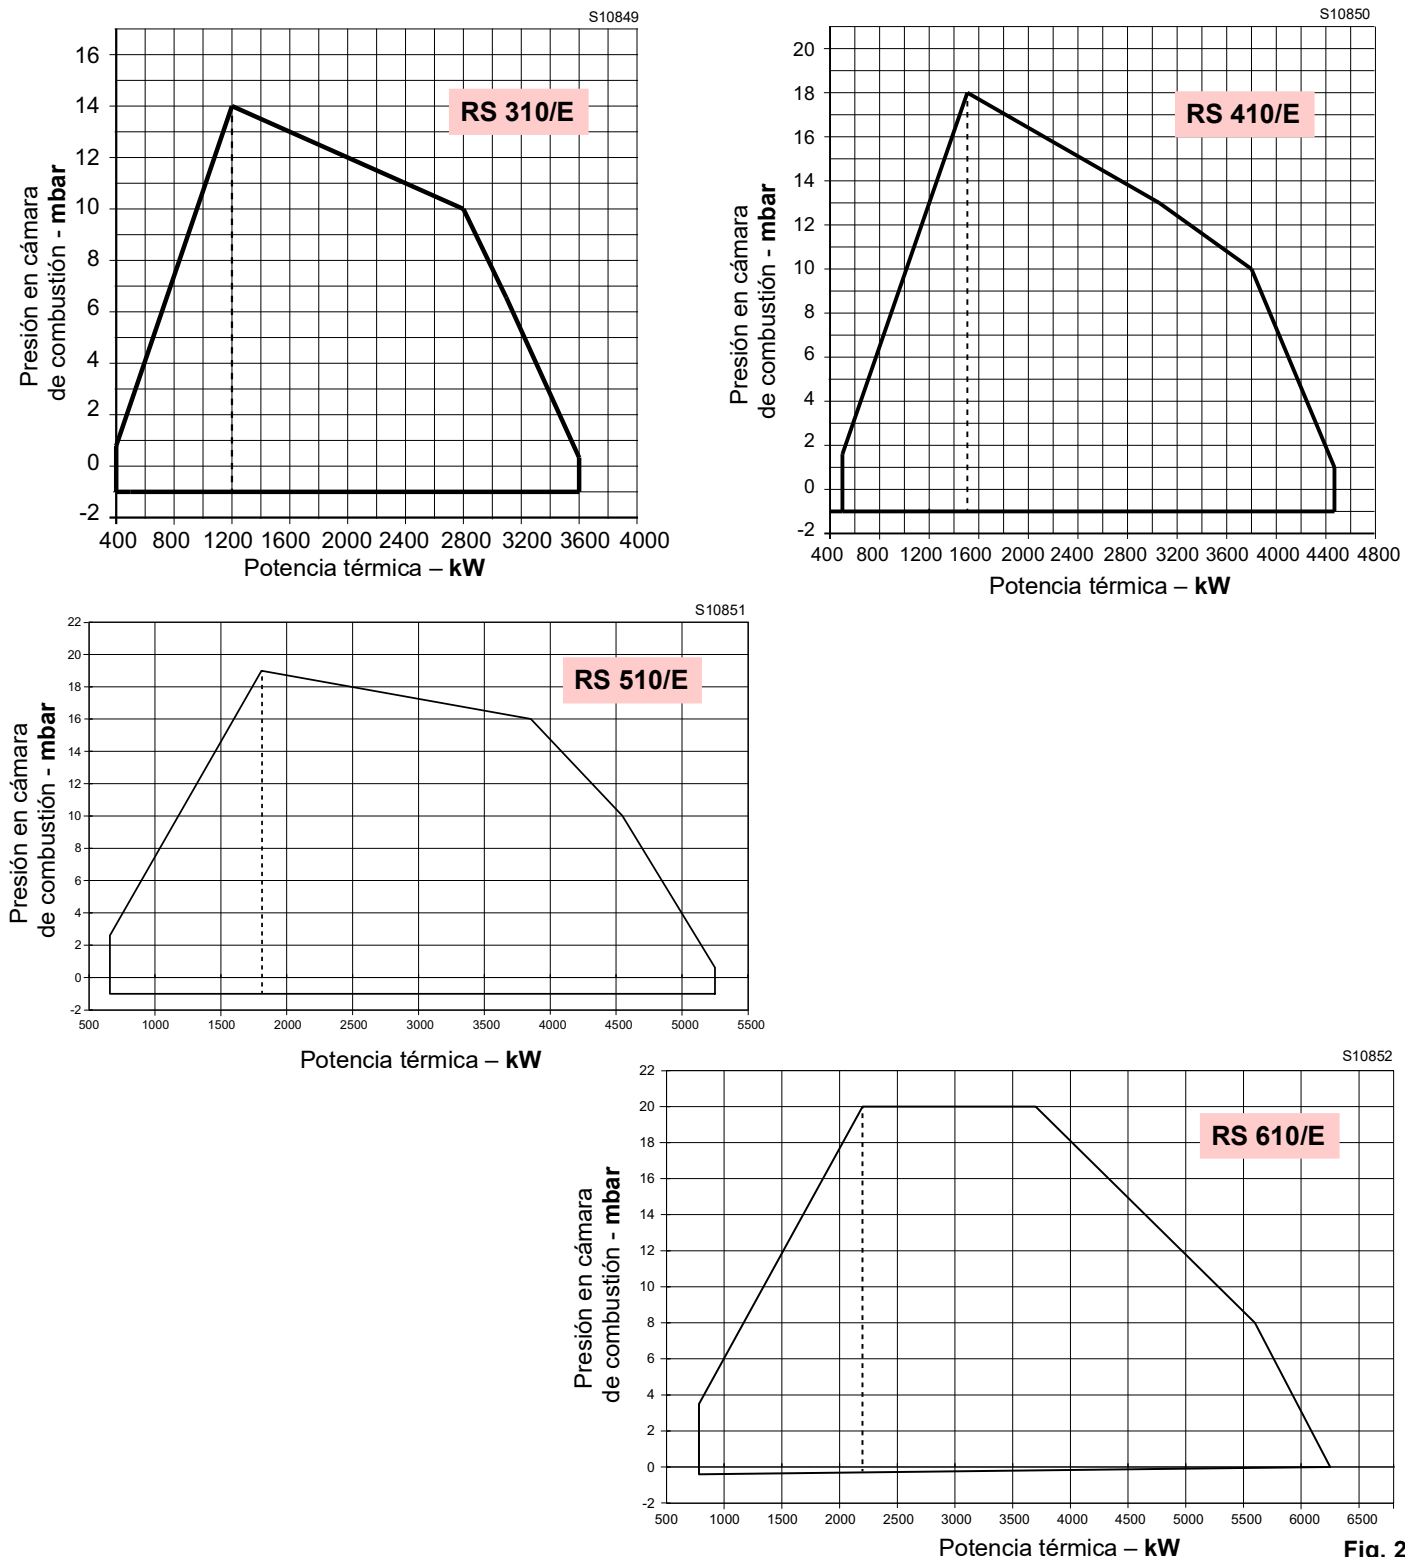 S10849
RS 310/E
16
14
12
10
8
6
4
2
0
-2
Presión en cámara
de combustión - mbar
400 800 1200 1600 2000 2400 2800 3200 3600 4000
Potencia térmica – kW
S10850
RS 410/E
20
18
16
14
12
10
8
6
4
2
0
-2
Presión en cámara
de combustión - mbar
400 800 1200 1600 2000 2400 2800 3200 3600 4000 4400 4800
Potencia térmica – kW
S10851
RS 510/E
22
20
18
16
14
12
10
8
6
4
2
0
-2
Presión en cámara
de combustión - mbar
500 1000 1500 2000 2500 3000 3500 4000 4500 5000 5500
Potencia térmica – kW
S10852
RS 610/E
22
20
18
16
14
12
10
8
6
4
2
0
-2
Presión en cámara
de combustión - mbar
500 1000 1500 2000 2500 3000 3500 4000 4500 5000 5500 6000 6500
Potencia térmica – kW
Fig. 2